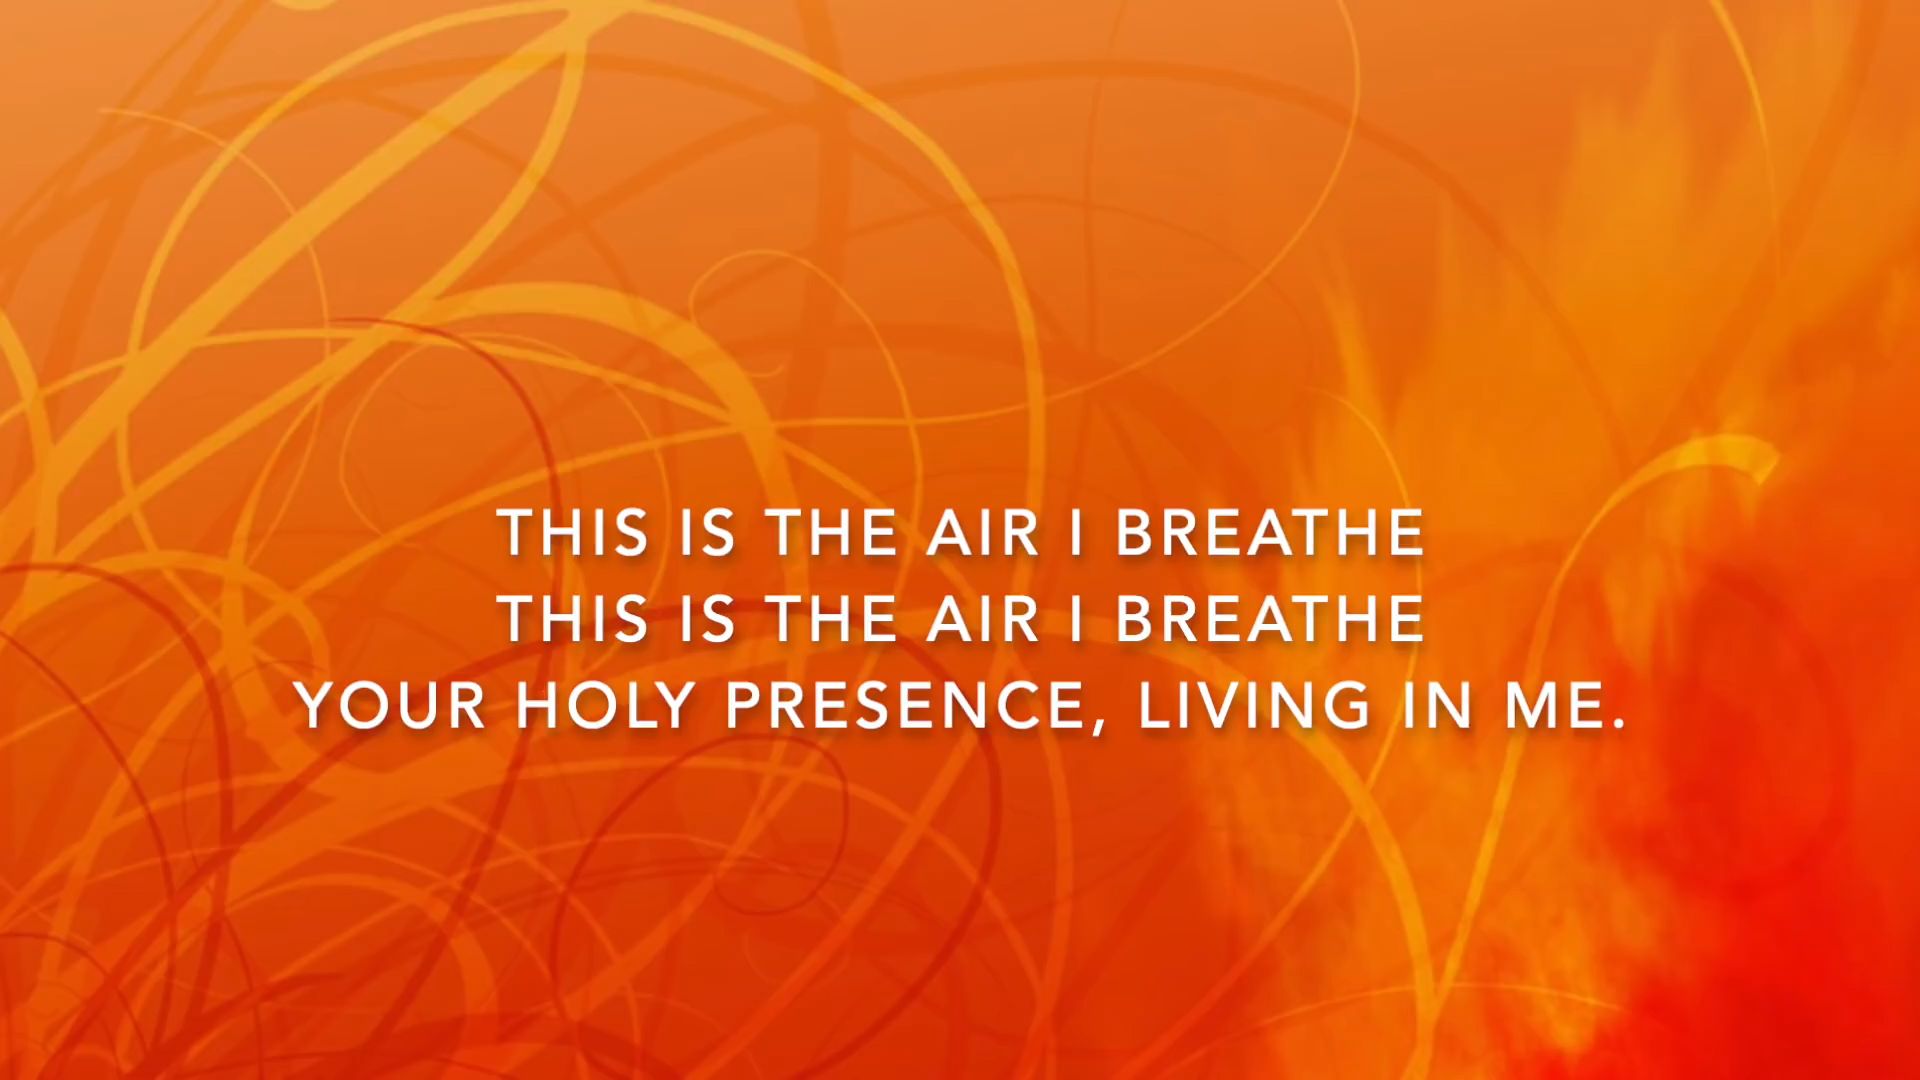 THIS IS THE AIR I BREATHE
THIS IS THE AIR I BREATHE
YOUR HOLY PRESENCE, LIVING IN ME.